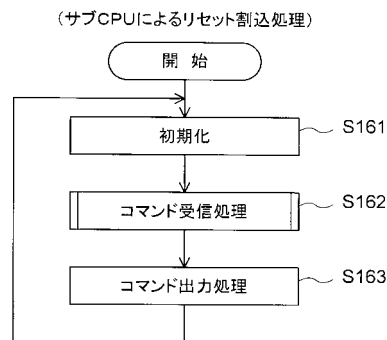 (サブCPUによるリセット割込処理)
開 始
初期化
S161
コマンド受信処理
S162
コマンド出力処理
S163